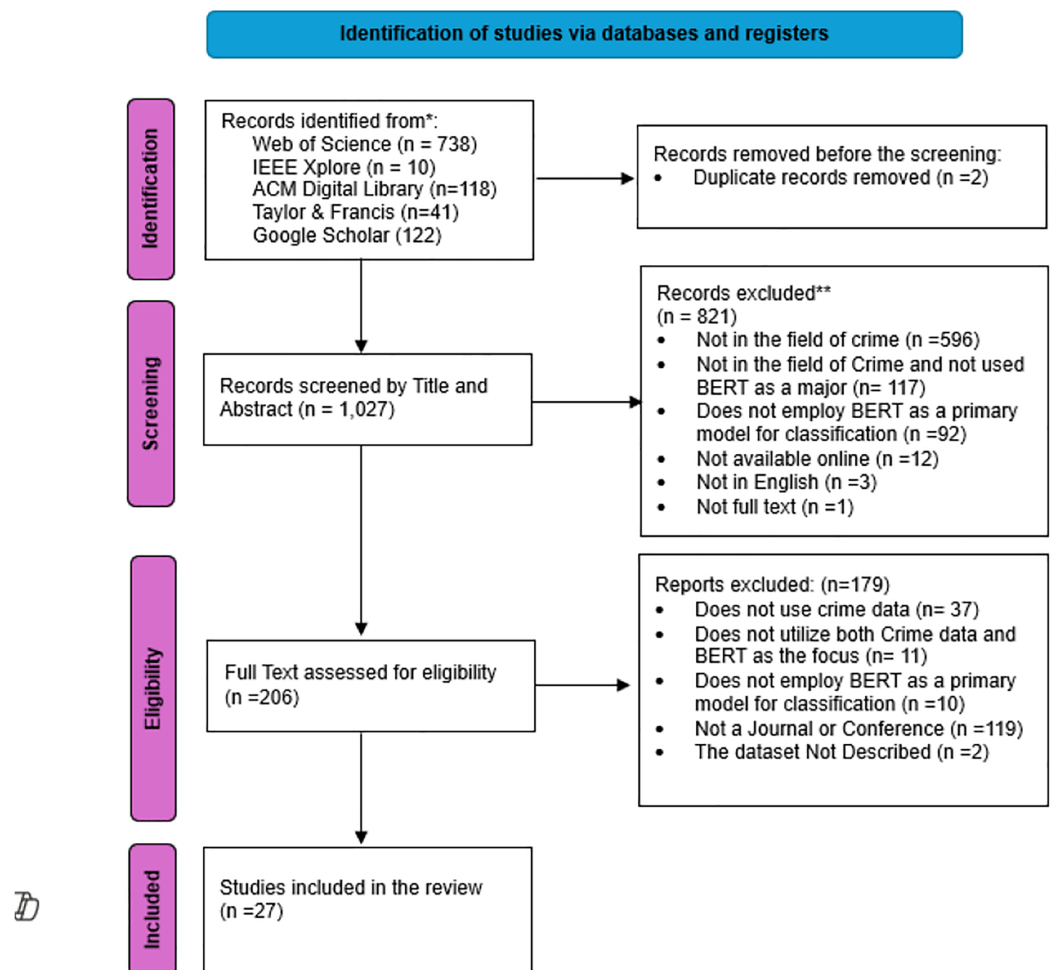 Identification of studies via databases and registers
Identification
Records identified from*:
Web of Science (n = 738)
IEEE Xplore (n = 10)
ACM Digital Library (n=118)
Taylor & Francis (n=41)
Google Scholar (122)
Records removed before the screening:
• Duplicate records removed (n =2)
Screening
Records screened by Title and
Abstract (n = 1,027)
Records excluded**
(n = 821)
• Not in the field of crime (n =596)
• Not in the field of Crime and not used
BERT as a major (n= 117)
• Does not employ BERT as a primary
model for classification (n =92)
• Not available online (n =12)
• Not in English (n =3)
• Not full text (n =1)
Eligibility
Full Text assessed for eligibility
(n =206)
Reports excluded: (n=179)
• Does not use crime data (n= 37)
• Does not utilize both Crime data and
BERT as the focus (n= 11)
• Does not employ BERT as a primary
model for classification (n =10)
• Not a Journal or Conference (n =119)
• The dataset Not Described (n =2)
Included
Studies included in the review
(n =27)